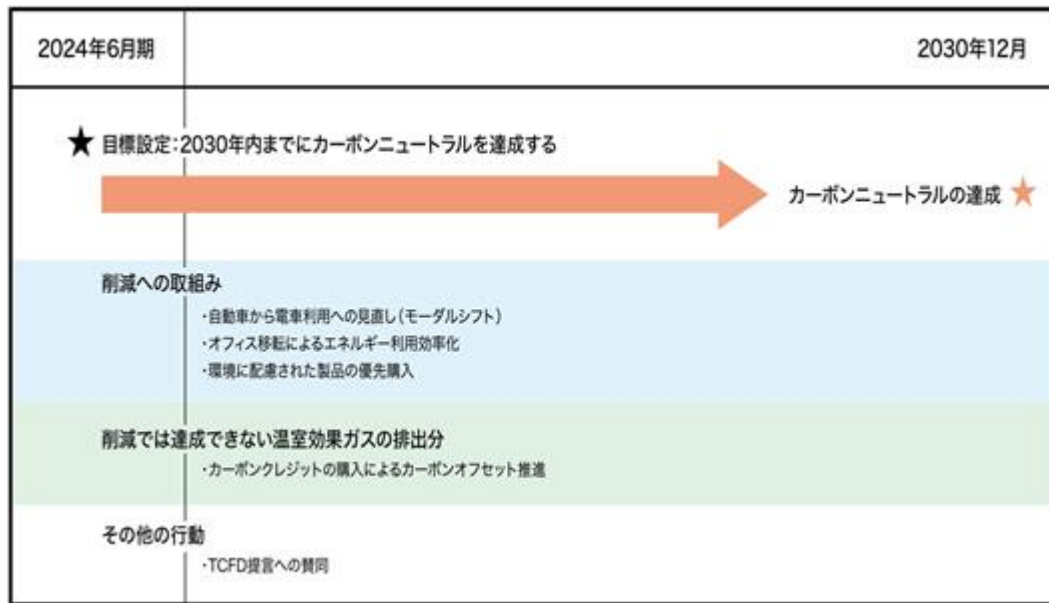 2024年6月期
2030年12月
★ 目標設定:2030年内までにカーボンニュートラルを達成する
カーボンニュートラルの達成 ★
削減への取組み
・自動車から電車利用への見直し(モーダルシフト)
・オフィス移転によるエネルギー利用効率化
・環境に配慮された製品の優先購入
削減では達成できない温室効果ガスの排出分
・カーボンクレジットの購入によるカーボンオフセット推進
その他の行動
・TCFD提言への賛同